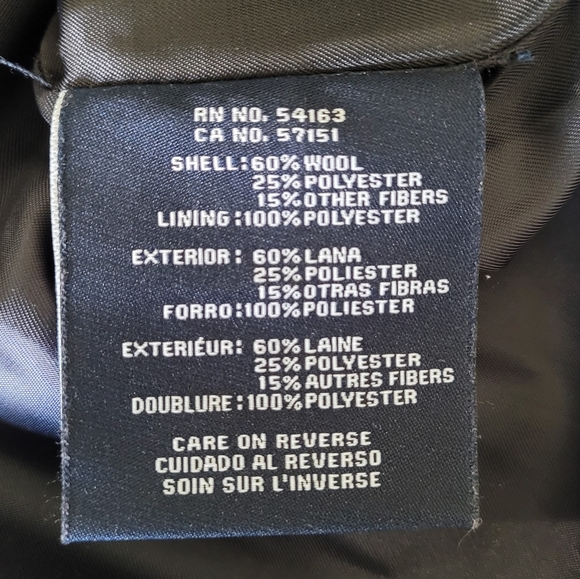 RN NO. 54163
CA NO. 57151
SHELL:60% WOOL
25% POLYESTER
15% OTHER FIBERS
LINING:100% POLYESTER
EXTERIOR: 60% LANA
25% POLIESTER
15% OTRAS FIBRAS
FORRO:100% POLIESTER
EXTERIÉUR: 60% LAINE
25% POLYESTER
15% AUTRES FIBERS
DOUBLURE:100% POLYESTER
CARE ON REVERSE
CUIDADO AL REVERSO
SOIN SUR L'INVERSE